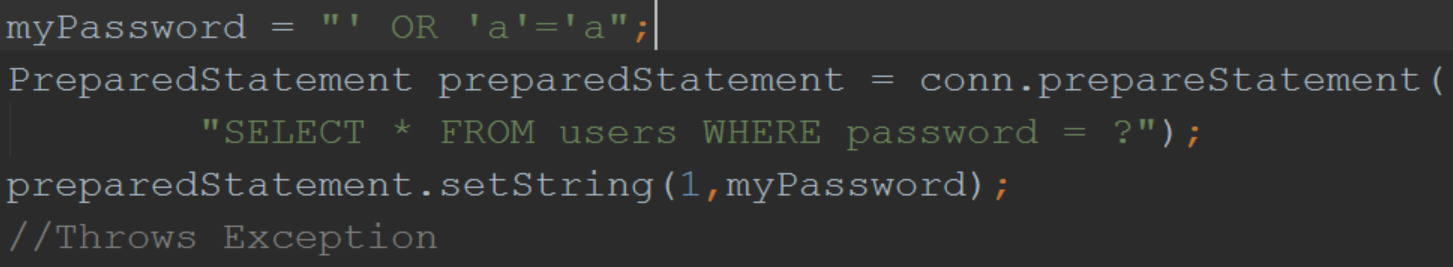 myPassword = "' OR 'a'='a";
PreparedStatement preparedStatement = conn.prepareStatement(
"SELECT * FROM users WHERE password = ?");
preparedStatement.setString(1,myPassword);
//Throws Exception